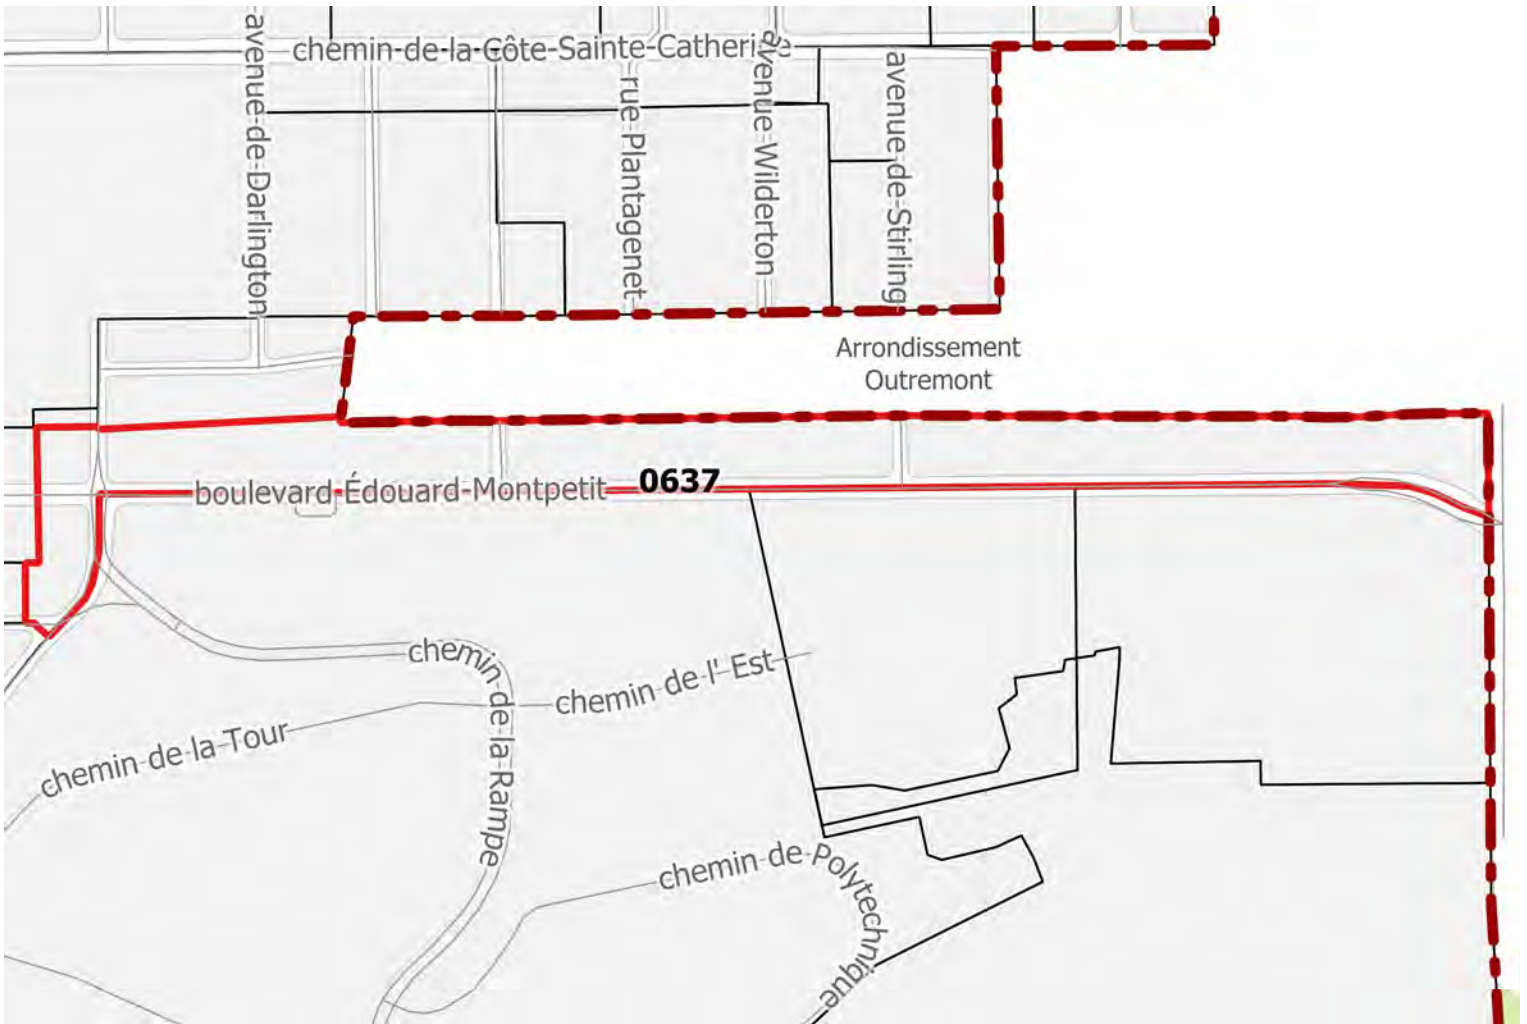 chemin de la Côte-Sainte-Catherine
avenue de Darlington
rue Plantagenet
avenue Wilderton
avenue de Stirling
Arrondissement
Outremont
boulevard Édouard-Montpetit
0637
chemin de la Rampe
chemin de l' Est
chemin de la Tour
chemin de Polytechnique